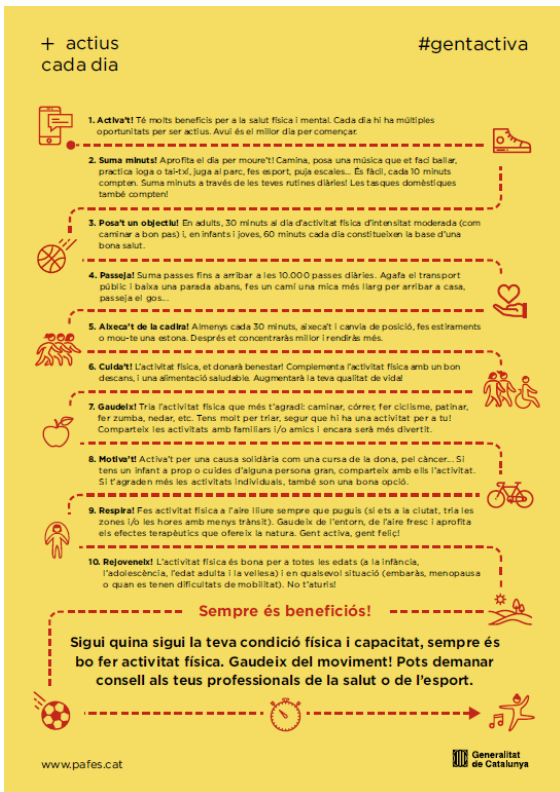 + actius
cada dia
#gentactiva
1. Activa't! Té molts beneficis per a la salut física i mental. Cada dia hi ha múltiples
oportunitats per ser actius. Avui és el millor dia per començar.
2. Suma minuts! Aprofita el dia per moure't! Camina, posa una música que et faci ballar,
practica ioga o tai-txí, juga al parc, fes esport, puja escales... És fàcil, cada 10 minuts
compten. Suma minuts a través de les teves rutines diàries! Les tasques domèstiques
també compten!
3. Posa't un objectiu! En adults, 30 minuts al dia d'activitat física d'intensitat moderada (com
caminar a bon pas) i, en infants i joves, 60 minuts cada dia constitueixen la base d'una
bona salut.
4. Passeja! Suma passes fins a arribar a les 10.000 passes diàries. Agafa el transport
públic i baixa una parada abans, fes un camí una mica més llarg per arribar a casa,
passeja el gos...
5. Aixeca't de la cadira! Almenys cada 30 minuts, aixeca't i canvia de posició, fes estiraments
o mou-te una estona. Després et concentraràs millor i rendiràs més.
6. Cuida't! L'activitat física, et donarà benestar! Complementa l'activitat física amb un bon
descans, i una alimentació saludable. Augmentarà la teva qualitat de vida!
7. Gaudeix! Tria l'activitat física que més t'agradi: caminar, córrer, fer ciclisme, patinar,
fer zumba, nedar, etc. Tens molt per triar, segur que hi ha una activitat per a tu!
Comparteix les activitats amb familiars i/o amics i encara serà més divertit.
8. Motiva't! Activa't per una causa solidària com una cursa de la dona, pel càncer... Si
tens un infant a prop o cuides d'alguna persona gran, comparteix amb ells l'activitat.
Si t'agraden més les activitats individuals, també son una bona opció.
9. Respira! Fes activitat física a l'aire lliure sempre que puguis (si ets a la ciutat, tria les
zones i/o les hores amb menys trànsit). Gaudeix de l'entorn, de l'aire fresc i aprofita
els efectes terapèutics que ofereix la natura. Gent activa, gent feliç!
10. Rejoveneix! L'activitat física és bona per a totes les edats (a la infància,
l'adolescència, l'edat adulta i la vellesa) i en qualsevol situació (embaràs, menopausa
o quan es tenen dificultats de mobilitat). No t'aturis!
Sempre és beneficiós!
Sigui quina sigui la teva condició física i capacitat, sempre és
bo fer activitat física. Gaudeix del moviment! Pots demanar
consell als teus professionals de la salut o de l'esport.
www.pafes.cat
Generalitat
de Catalunya